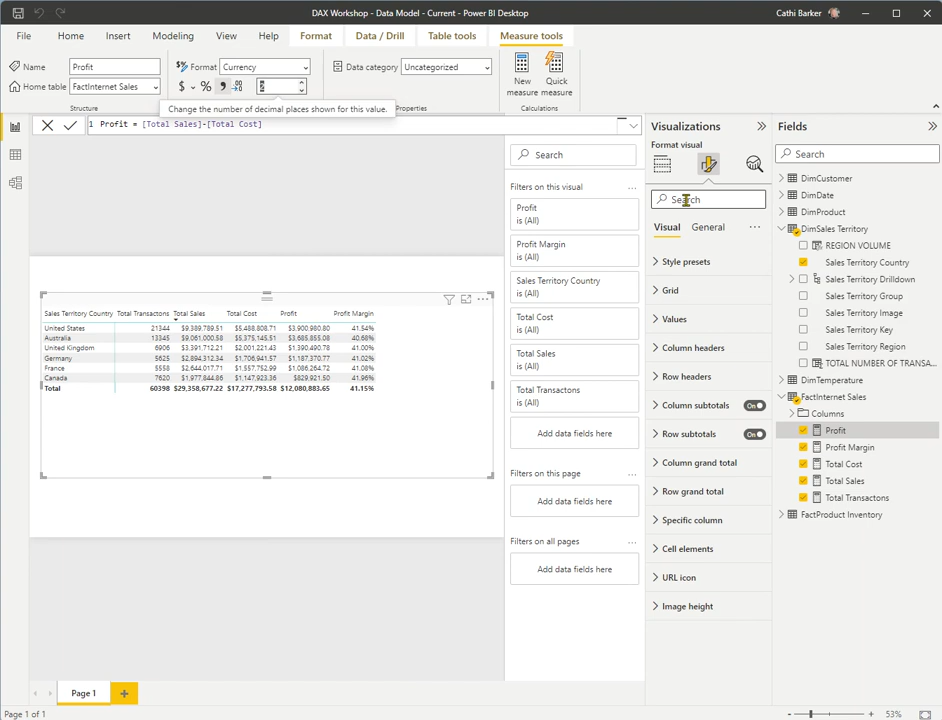 DAX Workshop - Data Model - Current - Power BI Desktop
Cathi Barker
File
Home
Insert
Modeling
View
Help
Format
Data / Drill
Table tools
Measure tools
Name
Profit
Home table
FactInternet Sales
Structure
Format
Currency
$
%
Data category
Uncategorized
Properties
New measure
Quick measure
Calculations
Change the number of decimal places shown for this value.
1 Profit = [Total Sales]-[Total Cost]
Sales Territory Country Total Transactons Total Sales Total Cost Profit Profit Margin
United States 21344 $9,389,789.51 $5,488,808.71 $3,900,980.80 41.54%
Australia 13345 $9,061,000.58 $5,375,145.51 $3,685,855.08 40.68%
United Kingdom 6906 $3,391,712.21 $2,001,221.43 $1,390,490.78 41.00%
Germany 5625 $2,894,312.34 $1,706,941.57 $1,187,370.77 41.02%
France 5558 $2,644,017.71 $1,557,752.99 $1,086,264.72 41.08%
Canada 7620 $1,977,844.86 $1,147,923.36 $829,921.50 41.96%
Total 60398 $29,358,677.22 $17,277,793.58 $12,080,883.65 41.15%
Search
Filters on this visual
Profit
is (All)
Profit Margin
is (All)
Sales Territory Country
is (All)
Total Cost
is (All)
Total Sales
is (All)
Total Transactons
is (All)
Add data fields here
Filters on this page
Add data fields here
Filters on all pages
Add data fields here
Visualizations
Format visual
Search
Visual
General
Style presets
Grid
Values
Column headers
Row headers
Column subtotals On
Row subtotals On
Column grand total
Row grand total
Specific column
Cell elements
URL icon
Image height
Fields
Search
DimCustomer
DimDate
DimProduct
DimSales Territory
REGION VOLUME
Sales Territory Country
Sales Territory Drilldown
Sales Territory Group
Sales Territory Image
Sales Territory Key
Sales Territory Region
TOTAL NUMBER OF TRANSA...
DimTemperature
FactInternet Sales
Columns
Profit
Profit Margin
Total Cost
Total Sales
Total Transactons
FactProduct Inventory
Page 1
Page 1 of 1
53%